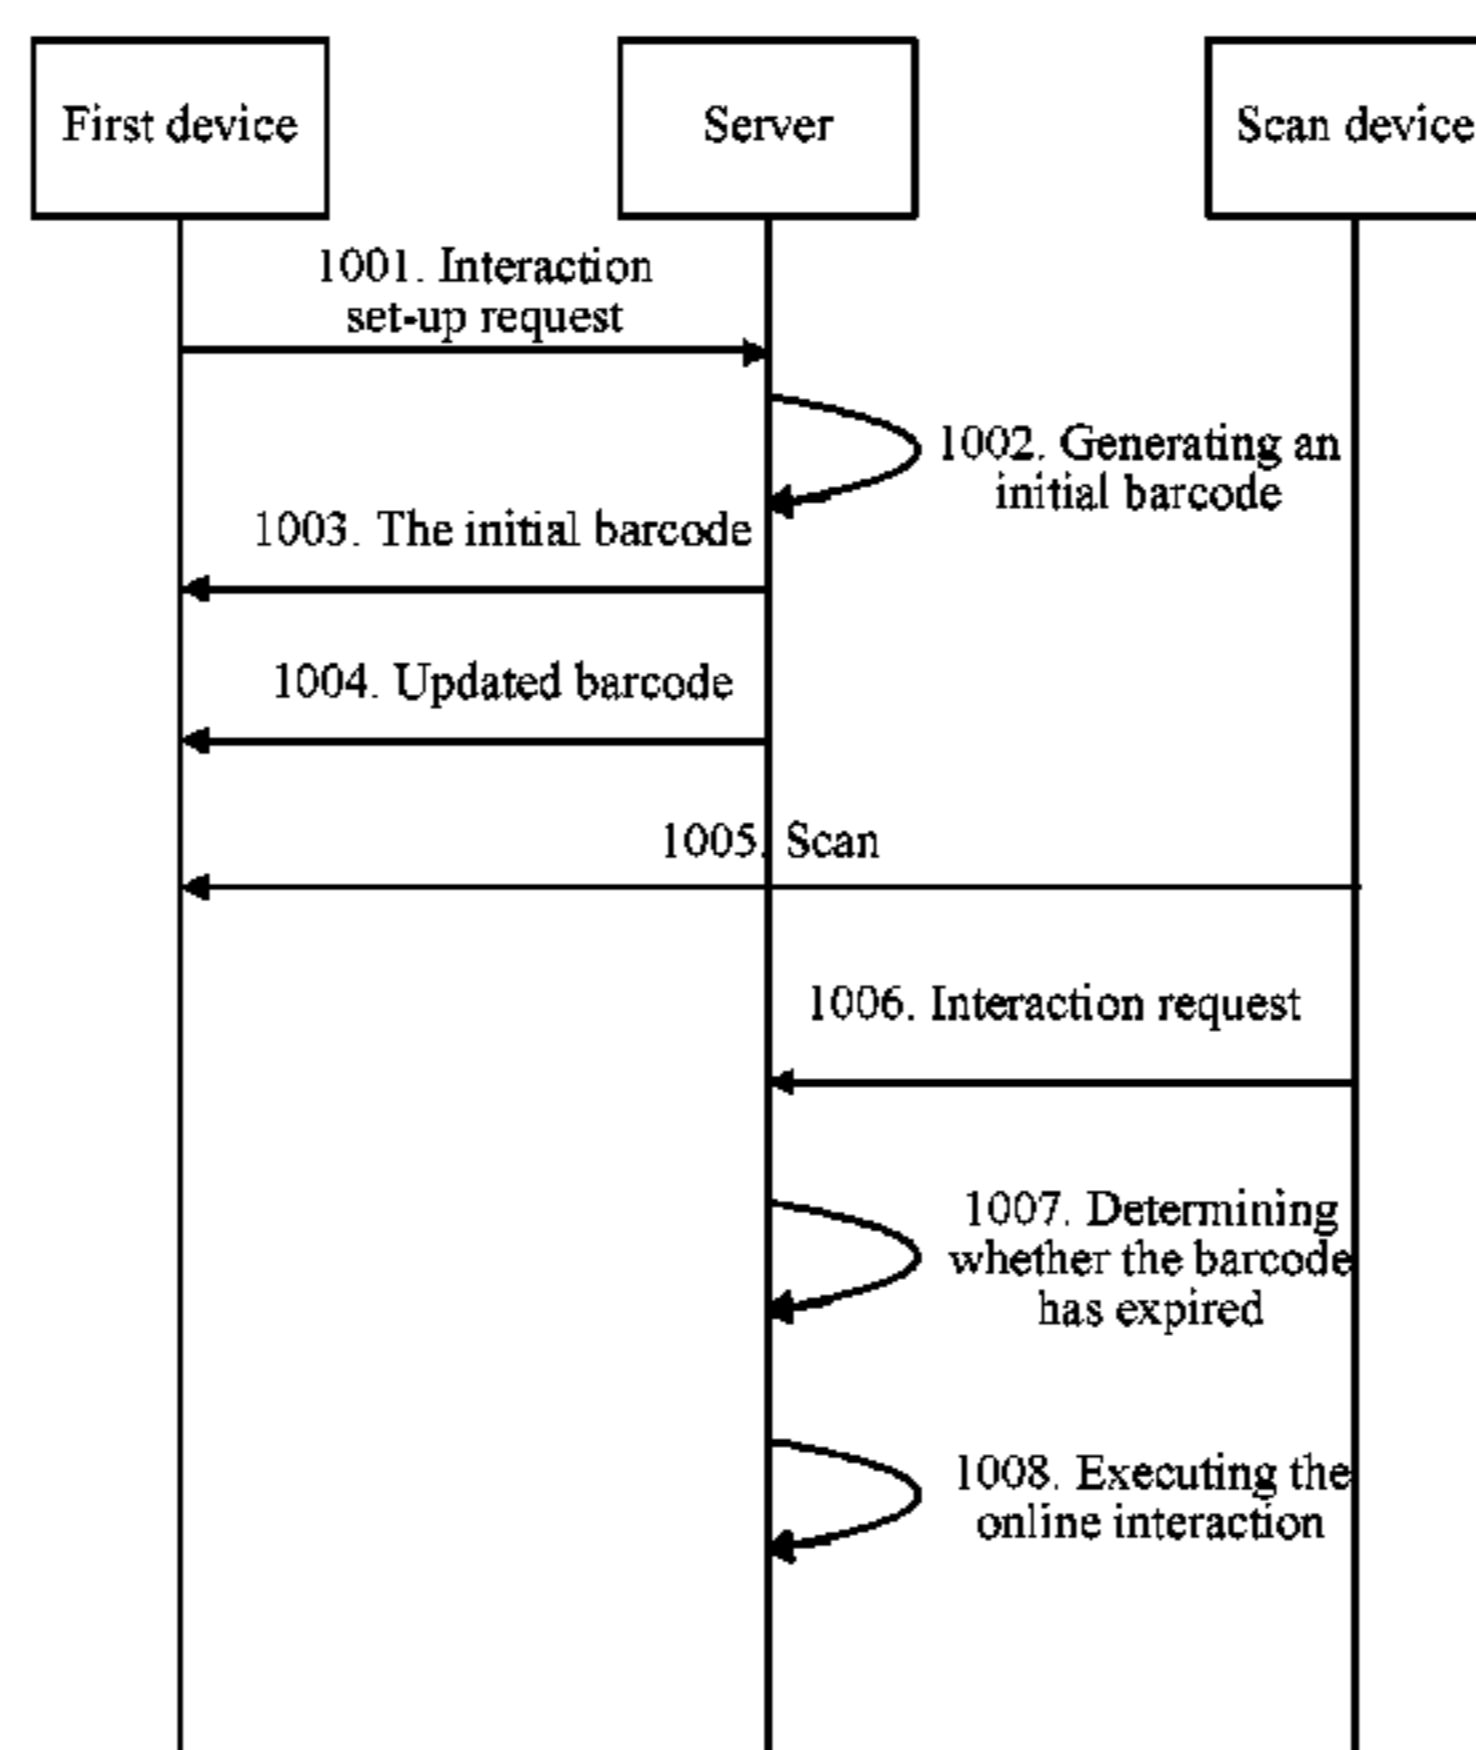 First device
Server
Scan device
1001. Interaction
set-up request
1002. Generating an
initial barcode
1003. The initial barcode
1004. Updated barcode
1005. Scan
1006. Interaction request
1007. Determining
whether the barcode
has expired
1008. Executing the
online interaction